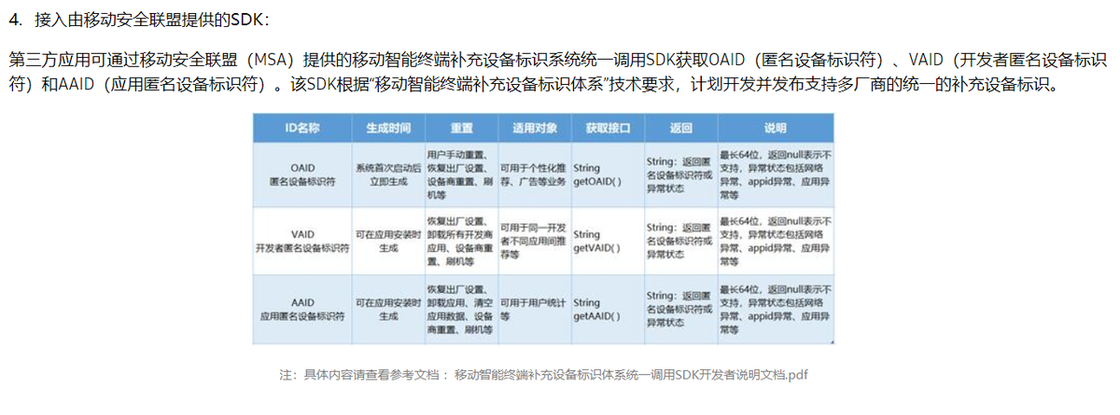 4. 接入由移动安全联盟提供的SDK：
第三方应用可通过移动安全联盟（MSA）提供的移动智能终端补充设备标识系统统一调用SDK获取OAID（匿名设备标识符）、VAID（开发者匿名设备标识
符）和AAID（应用匿名设备标识符）。该SDK根据“移动智能终端补充设备标识体系”技术要求，计划开发并发布支持多厂商的统一的补充设备标识。
ID名称 生成时间 重置 适用对象 获取接口 返回 说明
OAID
匿名设备标识符
系统首次启动后
立即生成
用户手动重置、
恢复出厂设置、
设备商重置、刷
机等
可用于个性化推
荐、广告等业务
String
getOAID( )
String：返回匿
名设备标识符或
异常状态
最长64位，返回null表示不
支持，异常状态包括网络
异常、appid异常、应用异
常等
VAID
开发者匿名设备标识符
可在应用安装时
生成
恢复出厂设置、
卸载所有开发商
应用、设备商重
置、刷机等
可用于同一开发
者不同应用间推
荐等
String
getVAID( )
String：返回匿
名设备标识符或
异常状态
最长64位，返回null表示不
支持，异常状态包括网络
异常、appid异常、应用异
常等
AAID
应用匿名设备标识符
可在应用安装时
生成
恢复出厂设置、
卸载应用、清空
应用数据、设备
商重置、刷机等
可用于用户统计
等
String
getAAID( )
String：返回匿
名设备标识符或
异常状态
最长64位，返回null表示不
支持，异常状态包括网络
异常、appid异常、应用异
常等
注：具体内容请查看参考文档 ：移动智能终端补充设备标识体系统一调用SDK开发者说明文档.pdf